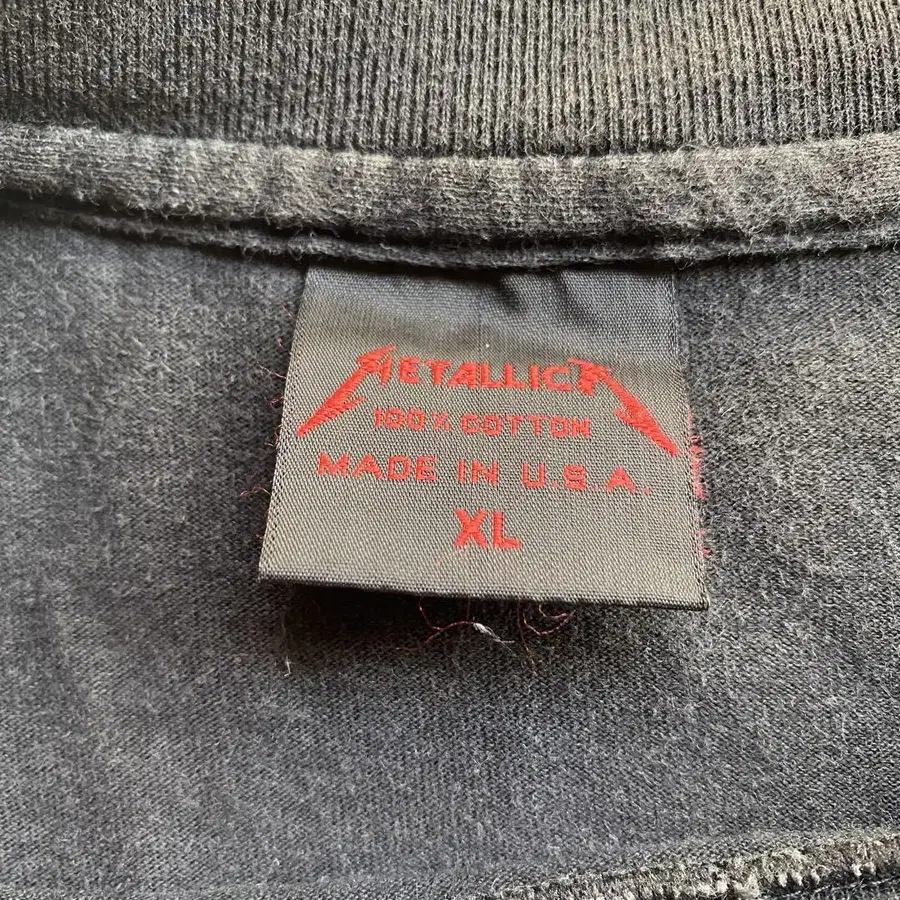 METALLICA
100% COTTON
MADE IN U.S.A.
XL